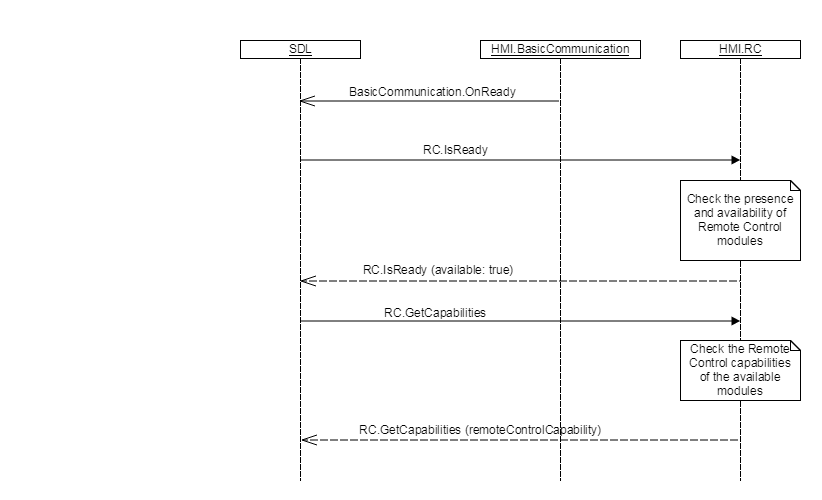 SDL
HMI.BasicCommunication
HMI.RC
BasicCommunication.OnReady
RC.IsReady
Check the presence
and availability of
Remote Control
modules
RC.IsReady (available: true)
RC.GetCapabilities
Check the Remote
Control capabilities
of the available
modules
RC.GetCapabilities (remoteControlCapability)